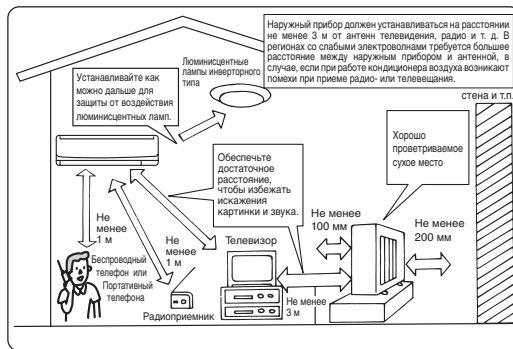 Наружный прибор должен устанавливаться на расстоянии
не менее 3 м от антенн телевидения, радио и т. д. В
регионах со слабыми электроволнами требуется большее
расстояние между наружным прибором и антенной, в
случае, если при работе кондиционера воздуха возникают
помехи при приеме радио- или телевещания.
Устанавливайте как
можно дальше для
защиты от воздействия
люминисцентных ламп.
Люминисцентные
лампы инверторного
типа
стена и т.п.
Хорошо
проветриваемое
сухое место
Обеспечьте
достаточное
расстояние,
чтобы избежать
искажения
картинки и звука.
Не
менее
1 м
Не
менее
1 м
Не менее
100 мм
Не менее
200 мм
Беспроводный
телефон или
Портативный
телефона
Телевизор
Радиоприемник
Не
менее
3 м